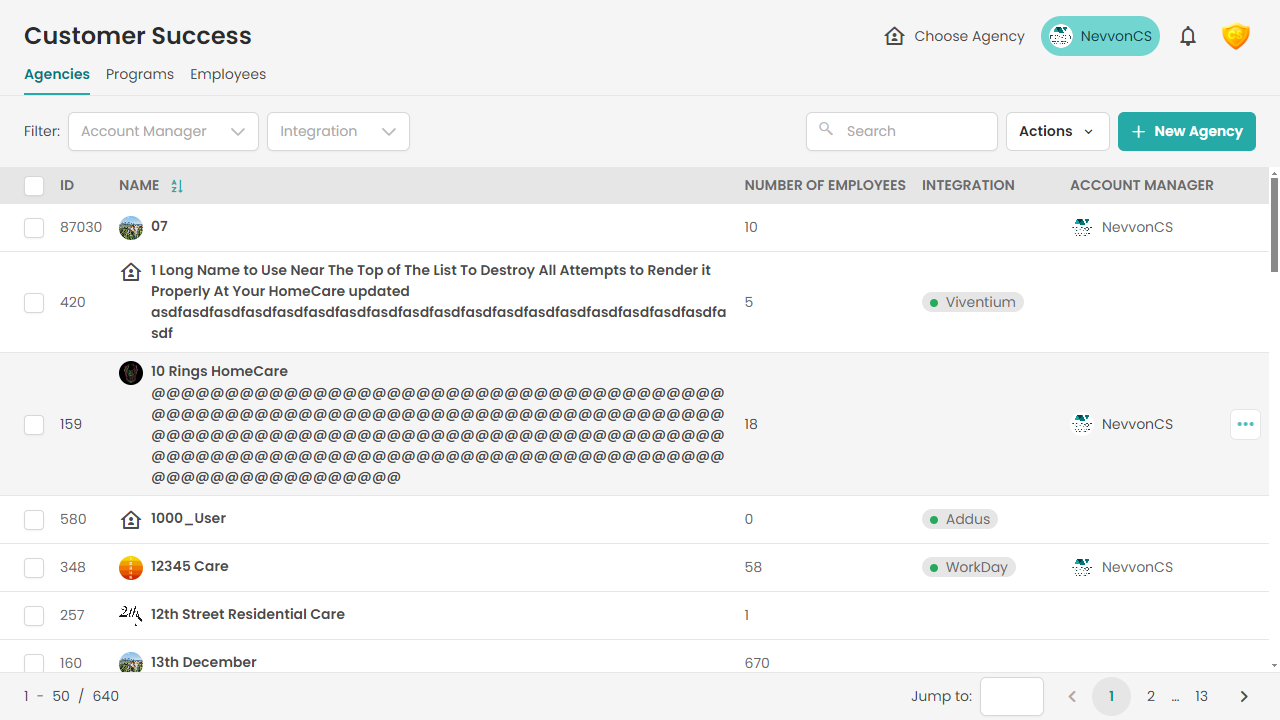 Customer Success
Choose Agency
NevvonCS
Agencies Programs Employees
Filter: Account Manager Integration Search Actions + New Agency
ID NAME NUMBER OF EMPLOYEES INTEGRATION ACCOUNT MANAGER
87030 07 10 NevvonCS
1 Long Name to Use Near The Top of The List To Destroy All Attempts to Render it
Properly At Your HomeCare updated
420 asdfasdfasdfasdfasdfasdfasdfasdfasdfasdfasdfasdfasdfasdfasdfasdfasdfasdfa 5 Viventium
sdf
10 Rings HomeCare
@@@@@@@@@@@@@@@@@@@@@@@@@@@@@@@@@@@@@@@
@@@@@@@@@@@@@@@@@@@@@@@@@@@@@@@@@@@@@@@
159 @@@@@@@@@@@@@@@@@@@@@@@@@@@@@@@@@@@@@@@ 18 NevvonCS
@@@@@@@@@@@@@@@@@@@@@@@@@@@@@@@@@@@@@@@
@@@@@@@@@@@@@@@@@
580 1000_User 0 Addus
348 12345 Care 58 WorkDay NevvonCS
257 12th Street Residential Care 1
160 13th December 670
1 - 50 / 640 Jump to: 1 2 … 13